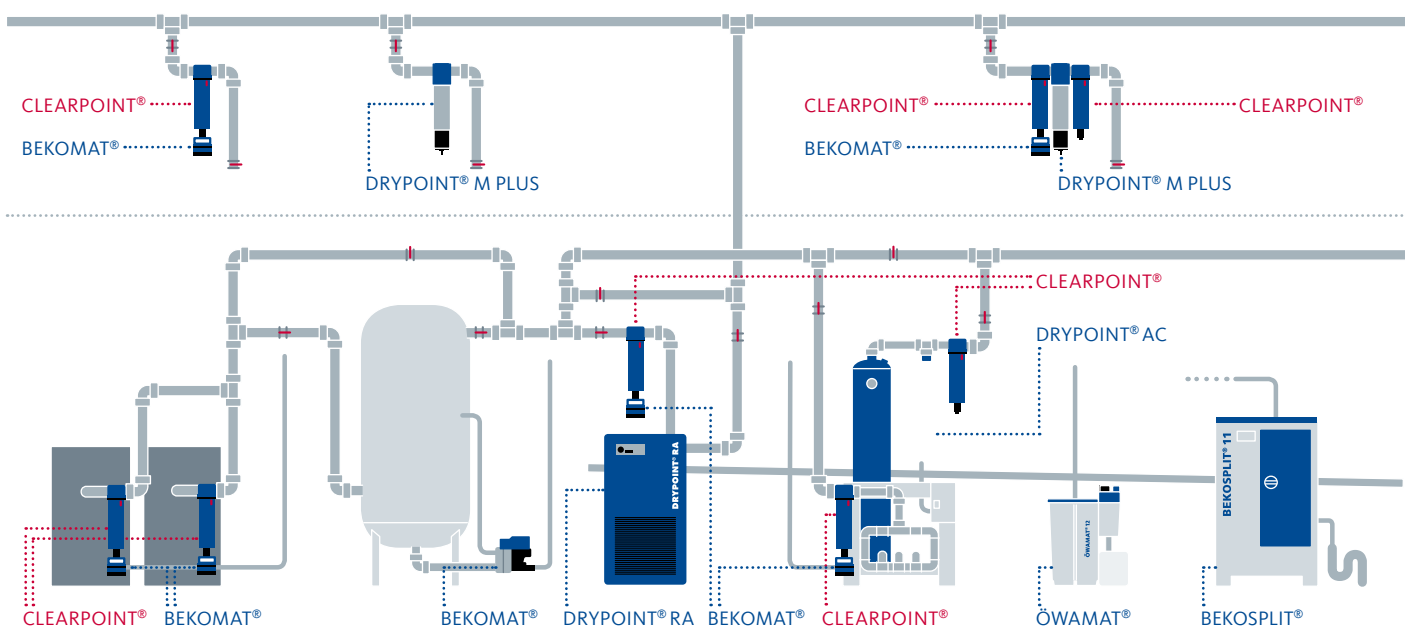 CLEARPOINT®
BEKOMAT®
DRYPOINT® M PLUS
CLEARPOINT®
CLEARPOINT®
BEKOMAT®
DRYPOINT® M PLUS
CLEARPOINT®
DRYPOINT® AC
DRYPOINT® RA
ÖWAMAT® 12
BEKOSPLIT® 11
CLEARPOINT®
BEKOMAT®
BEKOMAT®
DRYPOINT® RA
BEKOMAT®
CLEARPOINT®
ÖWAMAT®
BEKOSPLIT®